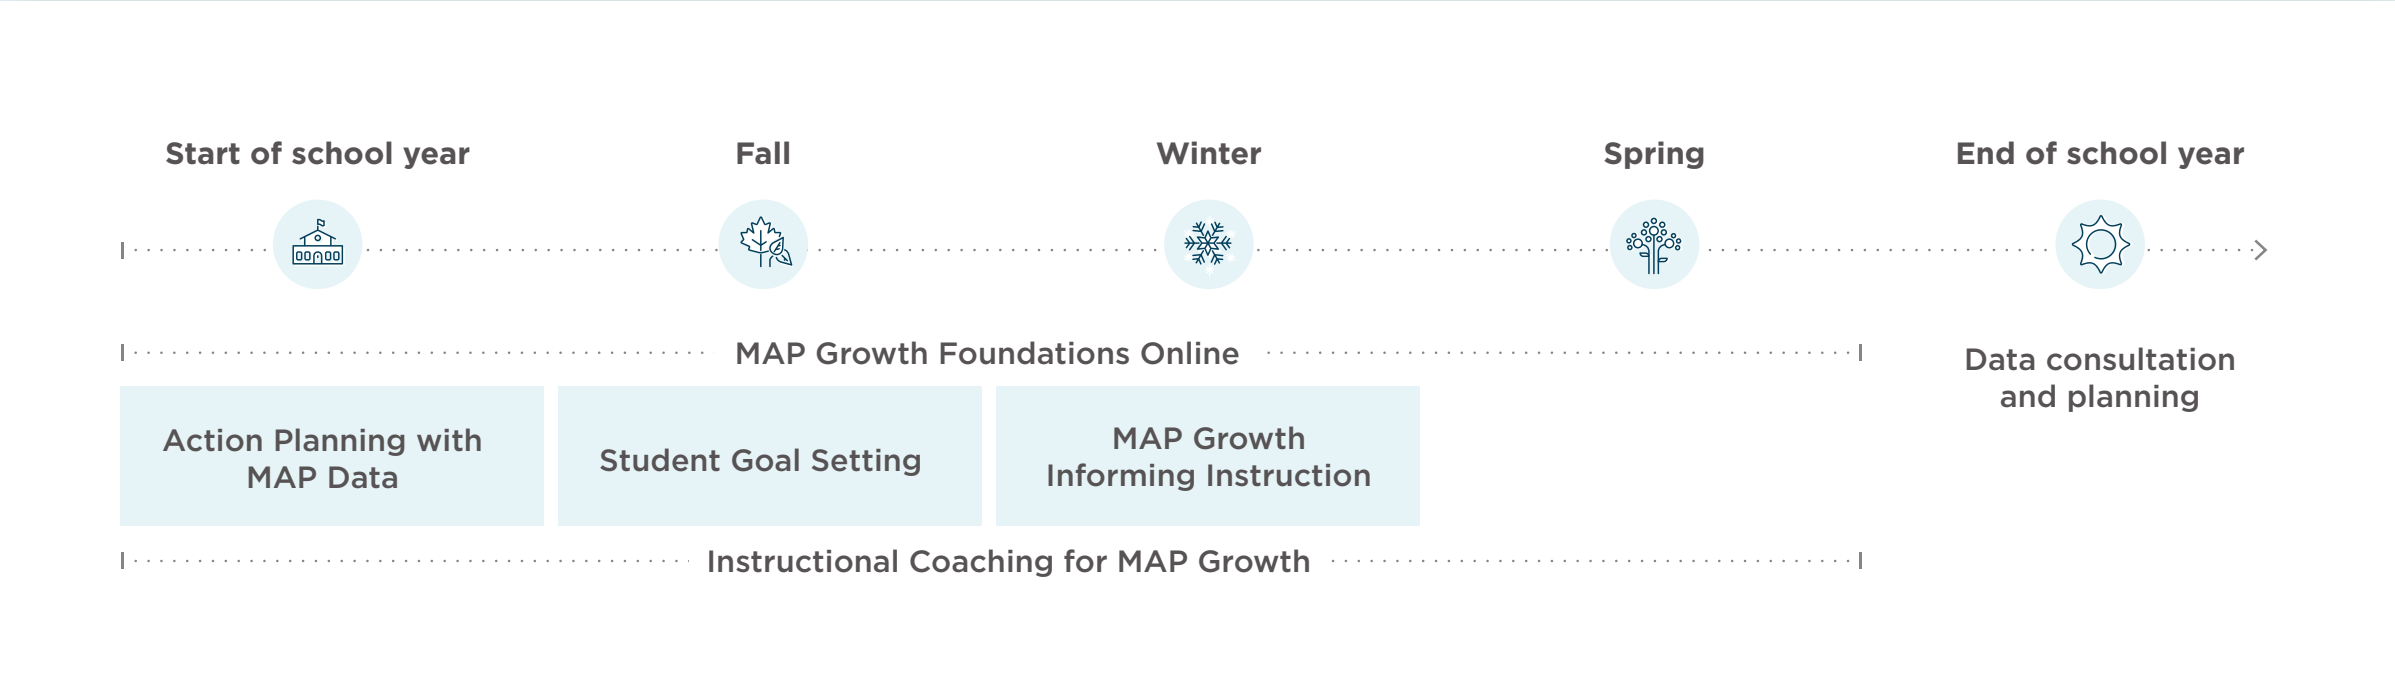 Start of school year
Fall
Winter
Spring
End of school year
MAP Growth Foundations Online
Data consultation
and planning
Action Planning with
MAP Data
Student Goal Setting
MAP Growth
Informing Instruction
Instructional Coaching for MAP Growth